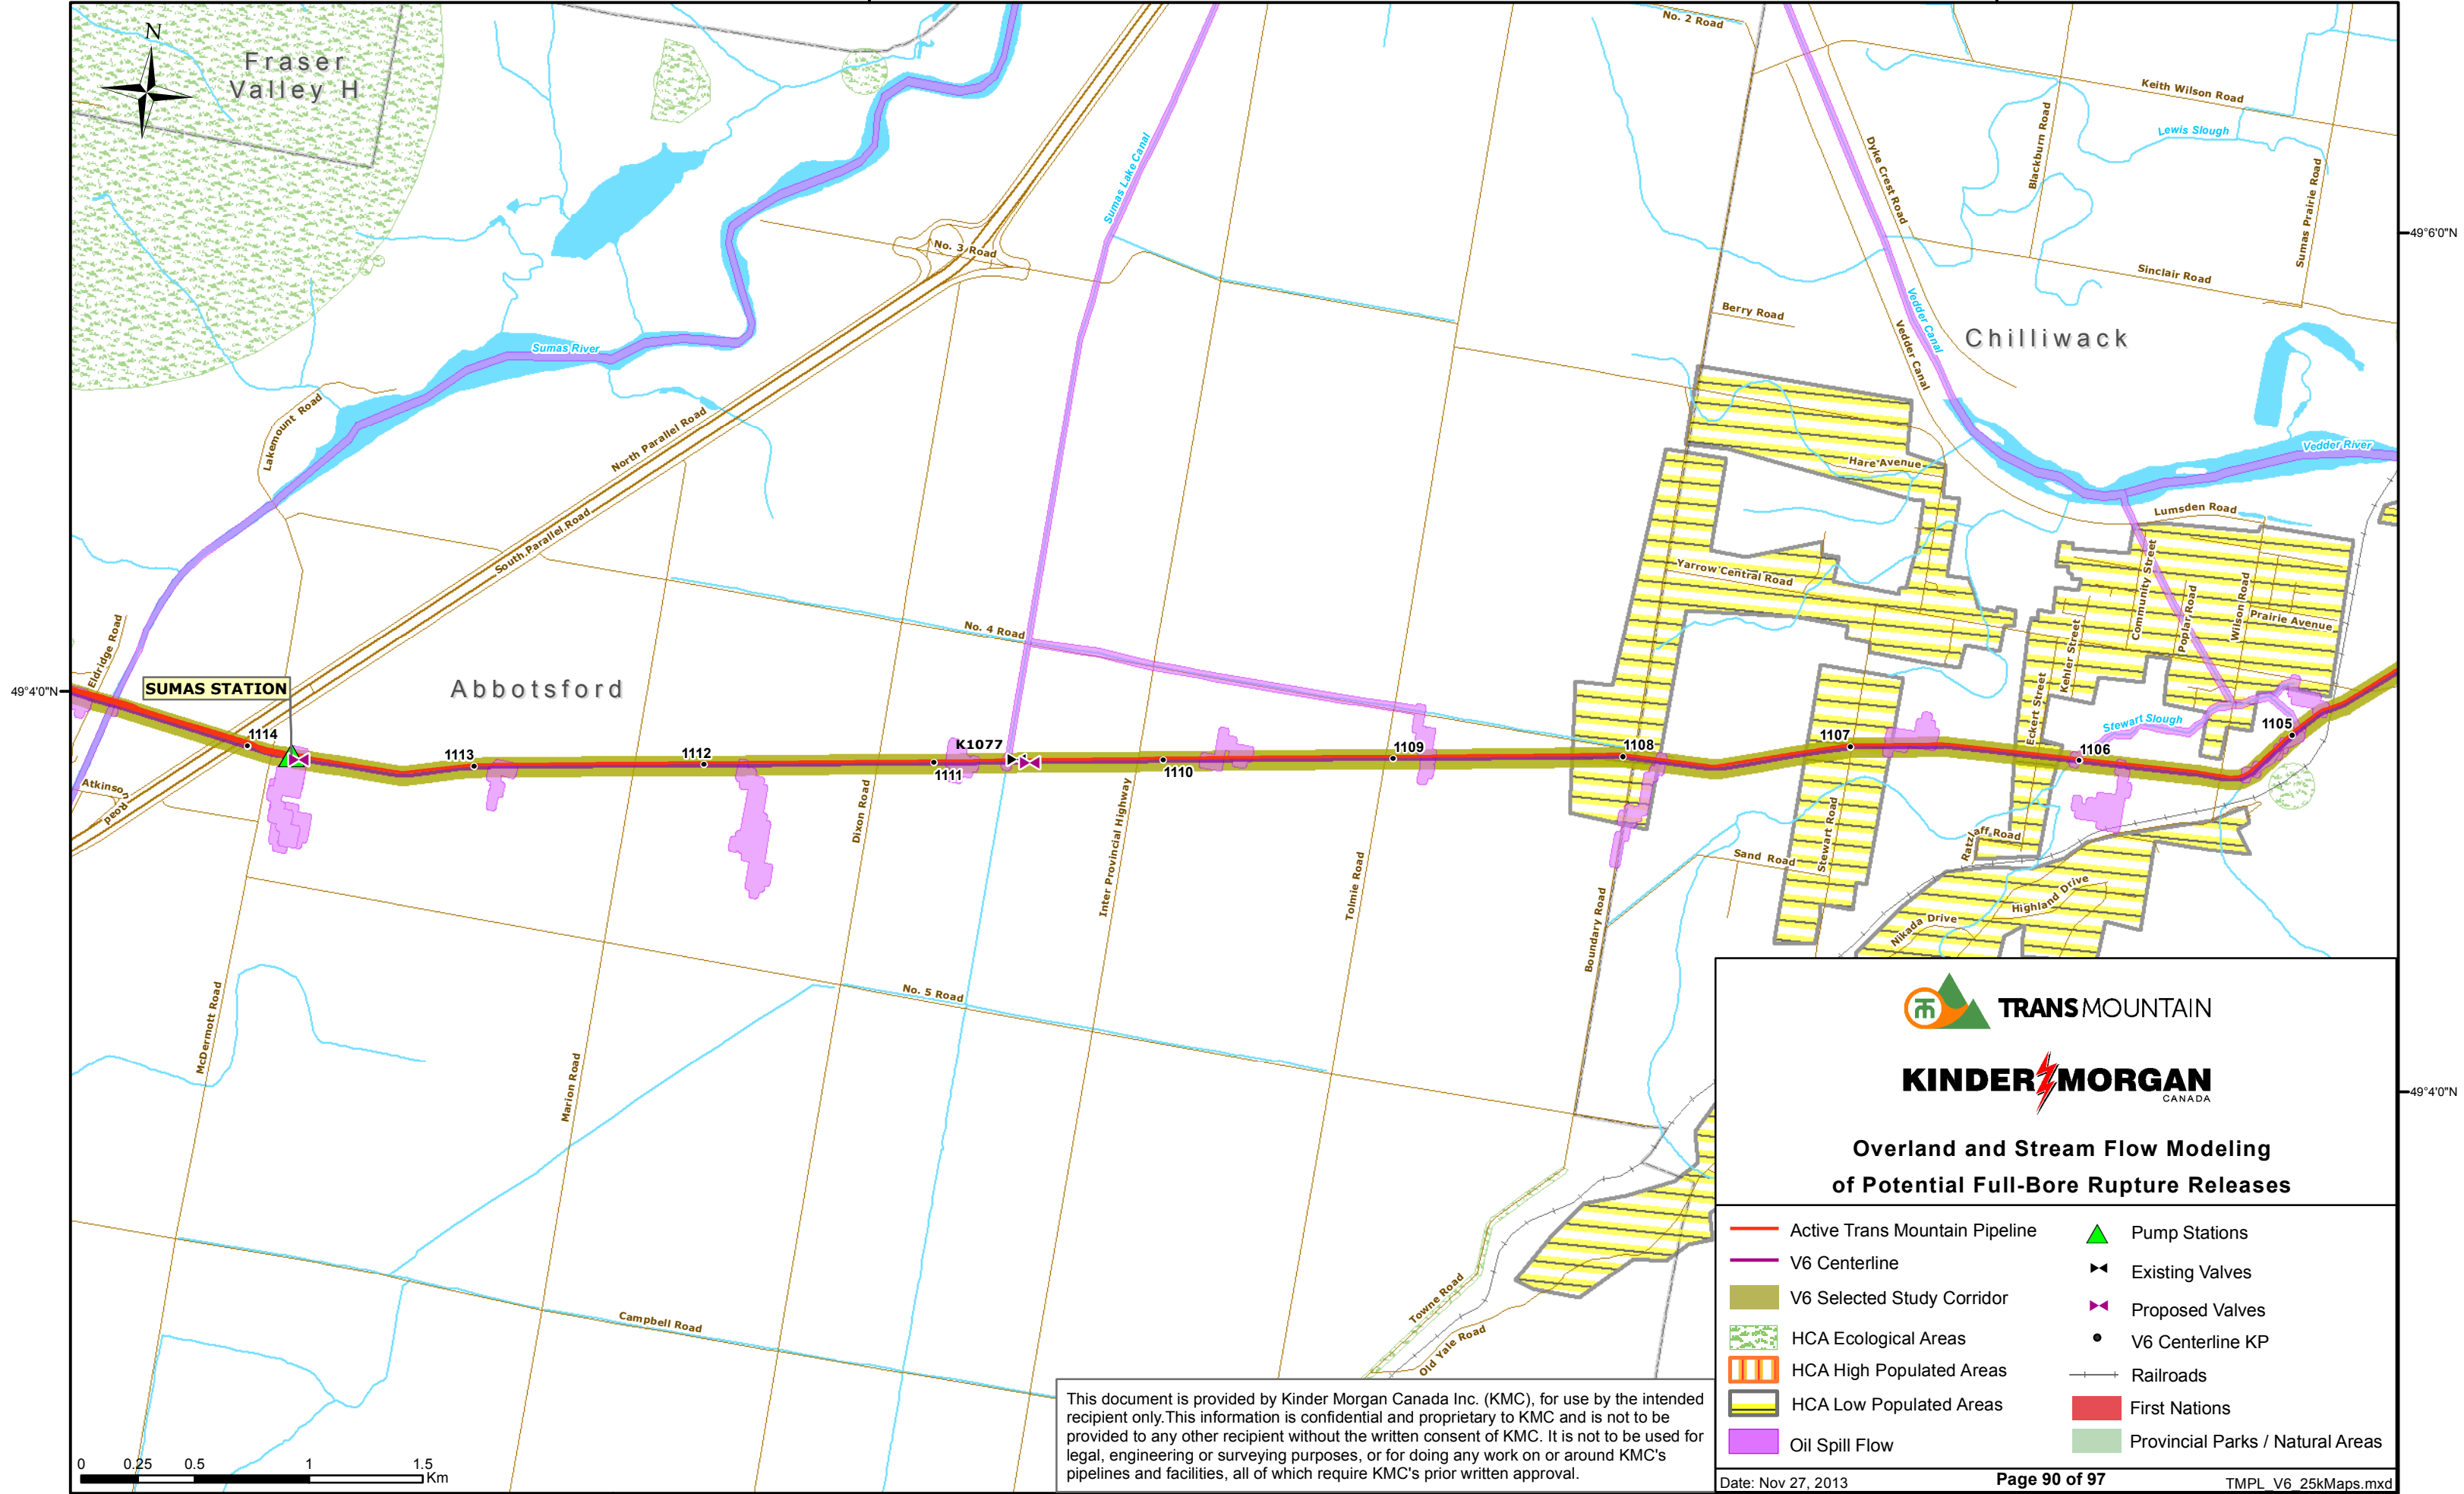 N
Fraser
Valley H
No. 2 Road
Keith Wilson Road
Lewis Slough
Blackburn Road
Dyke Crest Road
Sumas Prairie Road
Sumas Lake Canal
49°6'0"N
No. 3 Road
Sinclair Road
Berry Road
Vedder Canal
Vedder Canal
Chilliwack
Sumas River
Lakemount Road
North Parallel Road
Vedder River
Hare Avenue
South Parallel Road
Lumsden Road
Yarrow Central Road
Community Street
Poplar Road
Wilson Road
Prairie Avenue
Kehler Street
Eckert Street
Eldridge Road
No. 4 Road
49°4'0"N
SUMAS STATION
Abbotsford
Stewart Slough
1114
1113
1112
K1077
1111
1110
1109
1108
1107
1106
1105
Atkinson
Road
Dixon Road
Inter Provincial Highway
Tolmie Road
Boundary Road
Sand Road
Stewart Road
Ratzlaff Road
Highland Drive
Nikada Drive
McDermott Road
Marion Road
No. 5 Road
49°4'0"N
Campbell Road
Towne Road
Old Yale Road
TRANSMOUNTAIN
KINDER MORGAN
CANADA
Overland and Stream Flow Modeling
of Potential Full-Bore Rupture Releases
Active Trans Mountain Pipeline
V6 Centerline
V6 Selected Study Corridor
HCA Ecological Areas
HCA High Populated Areas
HCA Low Populated Areas
Oil Spill Flow
Pump Stations
Existing Valves
Proposed Valves
V6 Centerline KP
Railroads
First Nations
Provincial Parks / Natural Areas
This document is provided by Kinder Morgan Canada Inc. (KMC), for use by the intended
recipient only.This information is confidential and proprietary to KMC and is not to be
provided to any other recipient without the written consent of KMC. It is not to be used for
legal, engineering or surveying purposes, or for doing any work on or around KMC's
pipelines and facilities, all of which require KMC's prior written approval.
0 0.25 0.5 1 1.5
Km
Date: Nov 27, 2013
Page 90 of 97
TMPL_V6_25kMaps.mxd